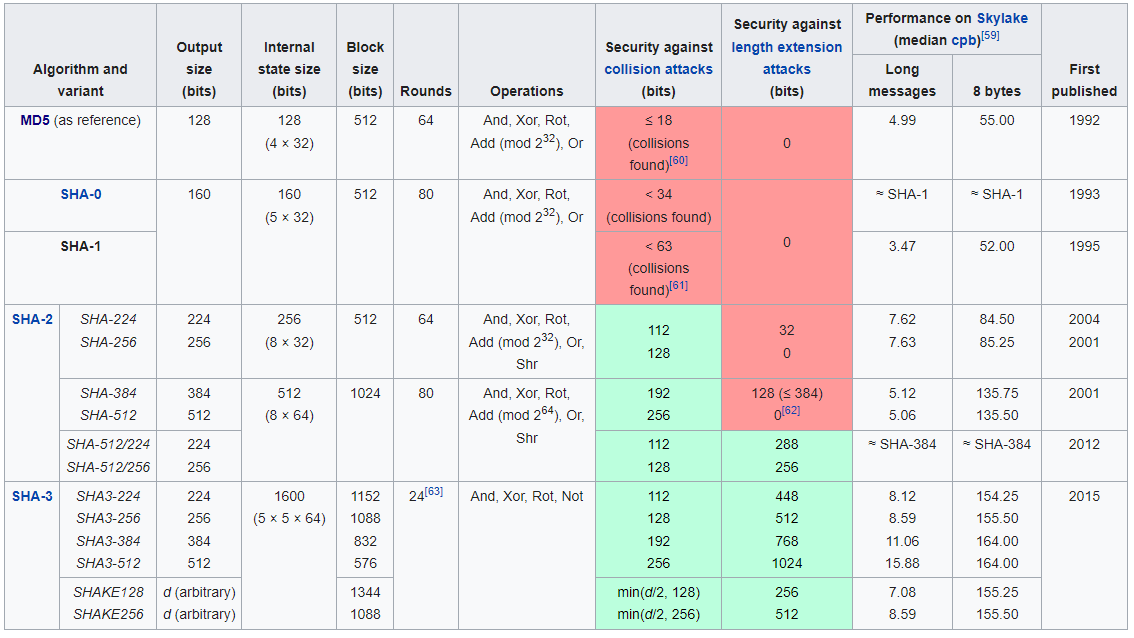 Algorithm and variant | Output size (bits) | Internal state size (bits) | Block size (bits) | Rounds | Operations | Security against collision attacks (bits) | Security against length extension attacks (bits) | Performance on Skylake (median cpb)[59] | First published
Long messages | 8 bytes
MD5 (as reference) | 128 | 128 (4 × 32) | 512 | 64 | And, Xor, Rot, Add (mod 2^32), Or | ≤ 18 (collisions found)[60] | 0 | 4.99 | 55.00 | 1992
SHA-0 | 160 | 160 (5 × 32) | 512 | 80 | And, Xor, Rot, Add (mod 2^32), Or | < 34 (collisions found) | 0 | ≈ SHA-1 | ≈ SHA-1 | 1993
SHA-1 | < 63 (collisions found)[61] | 3.47 | 52.00 | 1995
SHA-2 | SHA-224 | 224 | 256 (8 × 32) | 512 | 64 | And, Xor, Rot, Add (mod 2^32), Or, Shr | 112 | 32 | 7.62 | 84.50 | 2004
SHA-256 | 256 | 128 | 0 | 7.63 | 85.25 | 2001
SHA-384 | 384 | 512 (8 × 64) | 1024 | 80 | And, Xor, Rot, Add (mod 2^64), Or, Shr | 192 | 128 (≤ 384) | 5.12 | 135.75 | 2001
SHA-512 | 512 | 256 | 0[62] | 5.06 | 135.50
SHA-512/224 | 224 | 112 | 288 | ≈ SHA-384 | ≈ SHA-384 | 2012
SHA-512/256 | 256 | 128 | 256
SHA-3 | SHA3-224 | 224 | 1600 (5 × 5 × 64) | 1152 | 24[63] | And, Xor, Rot, Not | 112 | 448 | 8.12 | 154.25 | 2015
SHA3-256 | 256 | 1088 | 128 | 512 | 8.59 | 155.50
SHA3-384 | 384 | 832 | 192 | 768 | 11.06 | 164.00
SHA3-512 | 512 | 576 | 256 | 1024 | 15.88 | 164.00
SHAKE128 | d (arbitrary) | 1344 | min(d/2, 128) | 256 | 7.08 | 155.25
SHAKE256 | d (arbitrary) | 1088 | min(d/2, 256) | 512 | 8.59 | 155.50